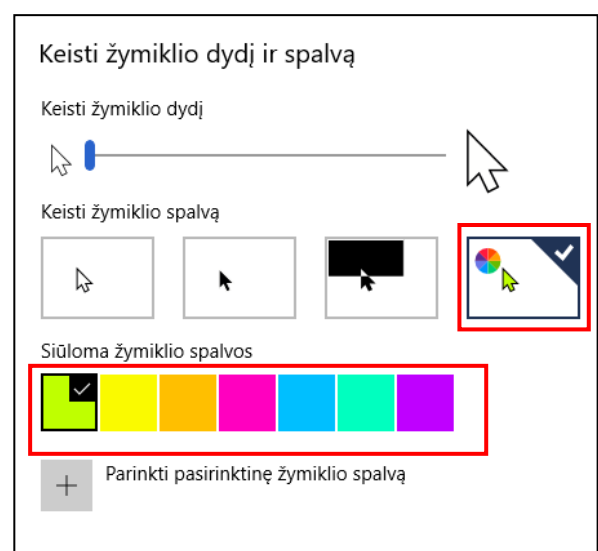 Keisti žymiklio dydį ir spalvą
Keisti žymiklio dydį
Keisti žymiklio spalvą
Siūloma žymiklio spalvos
Parinkti pasirinktinę žymiklio spalvą